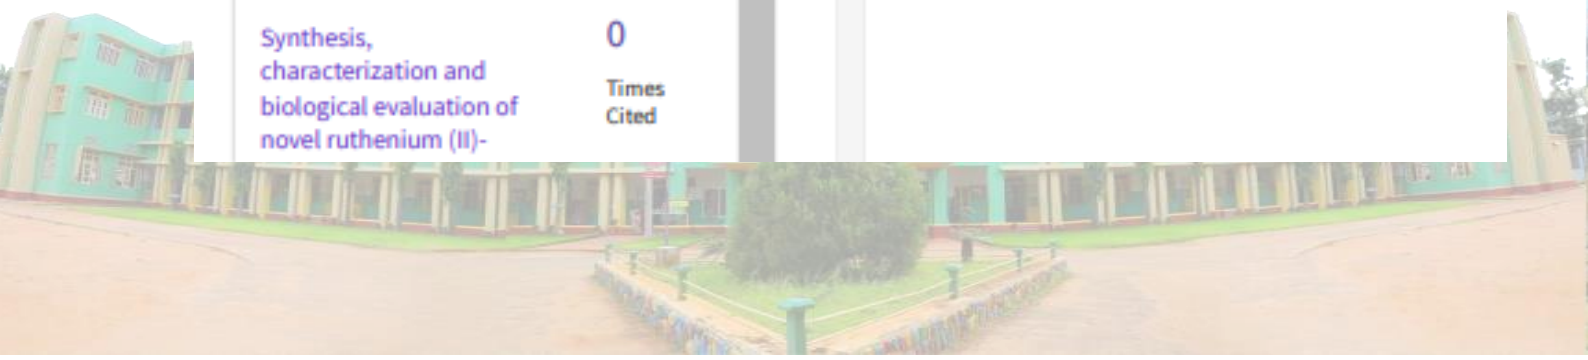 Synthesis,
characterization and
biological evaluation of
novel ruthenium (II)-
0
Times
Cited